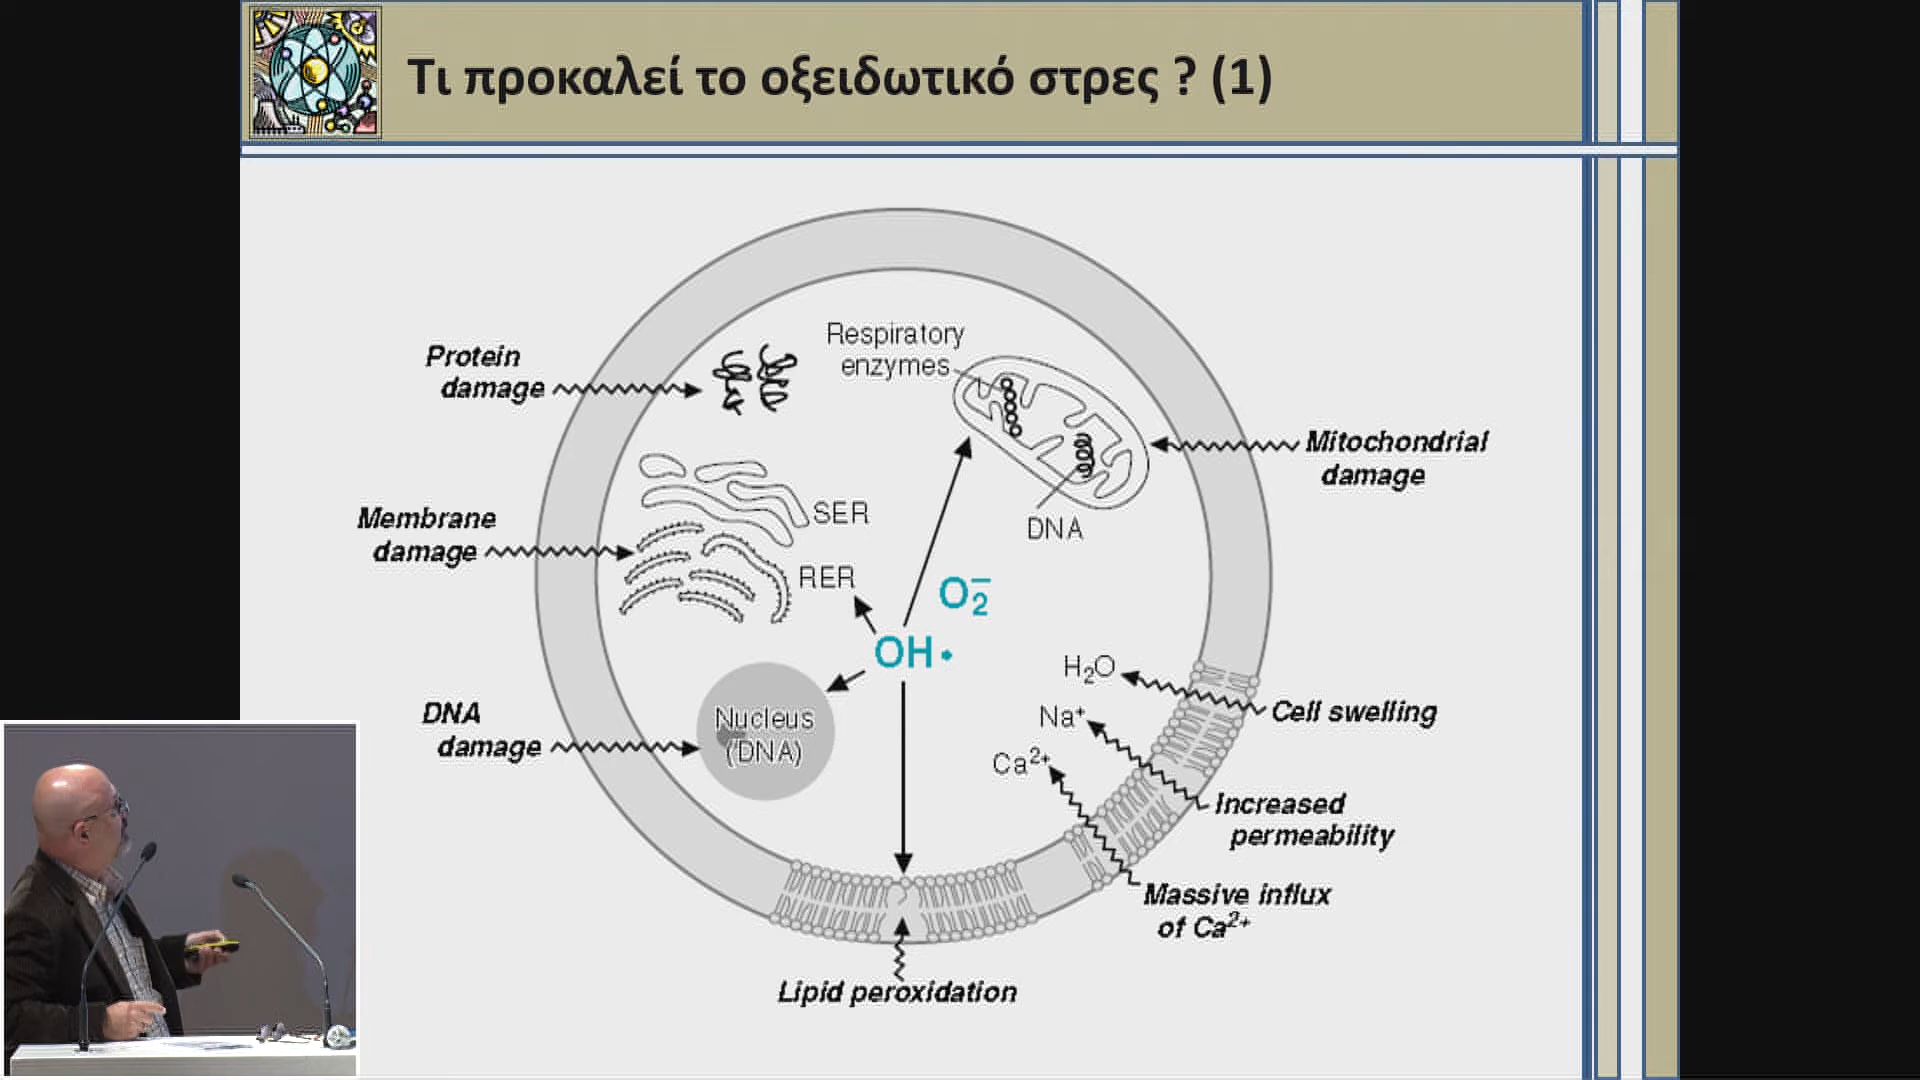 Τι προκαλεί το οξειδωτικό στρες ? (1)
Respiratory
enzymes
Protein
damage
Mitochondrial
damage
SER
DNA
Membrane
damage
RER
O₂⁻
OH•
H₂O
Na⁺
Ca²⁺
Cell swelling
DNA
damage
Nucleus
(DNA)
Increased
permeability
Massive influx
of Ca²⁺
Lipid peroxidation